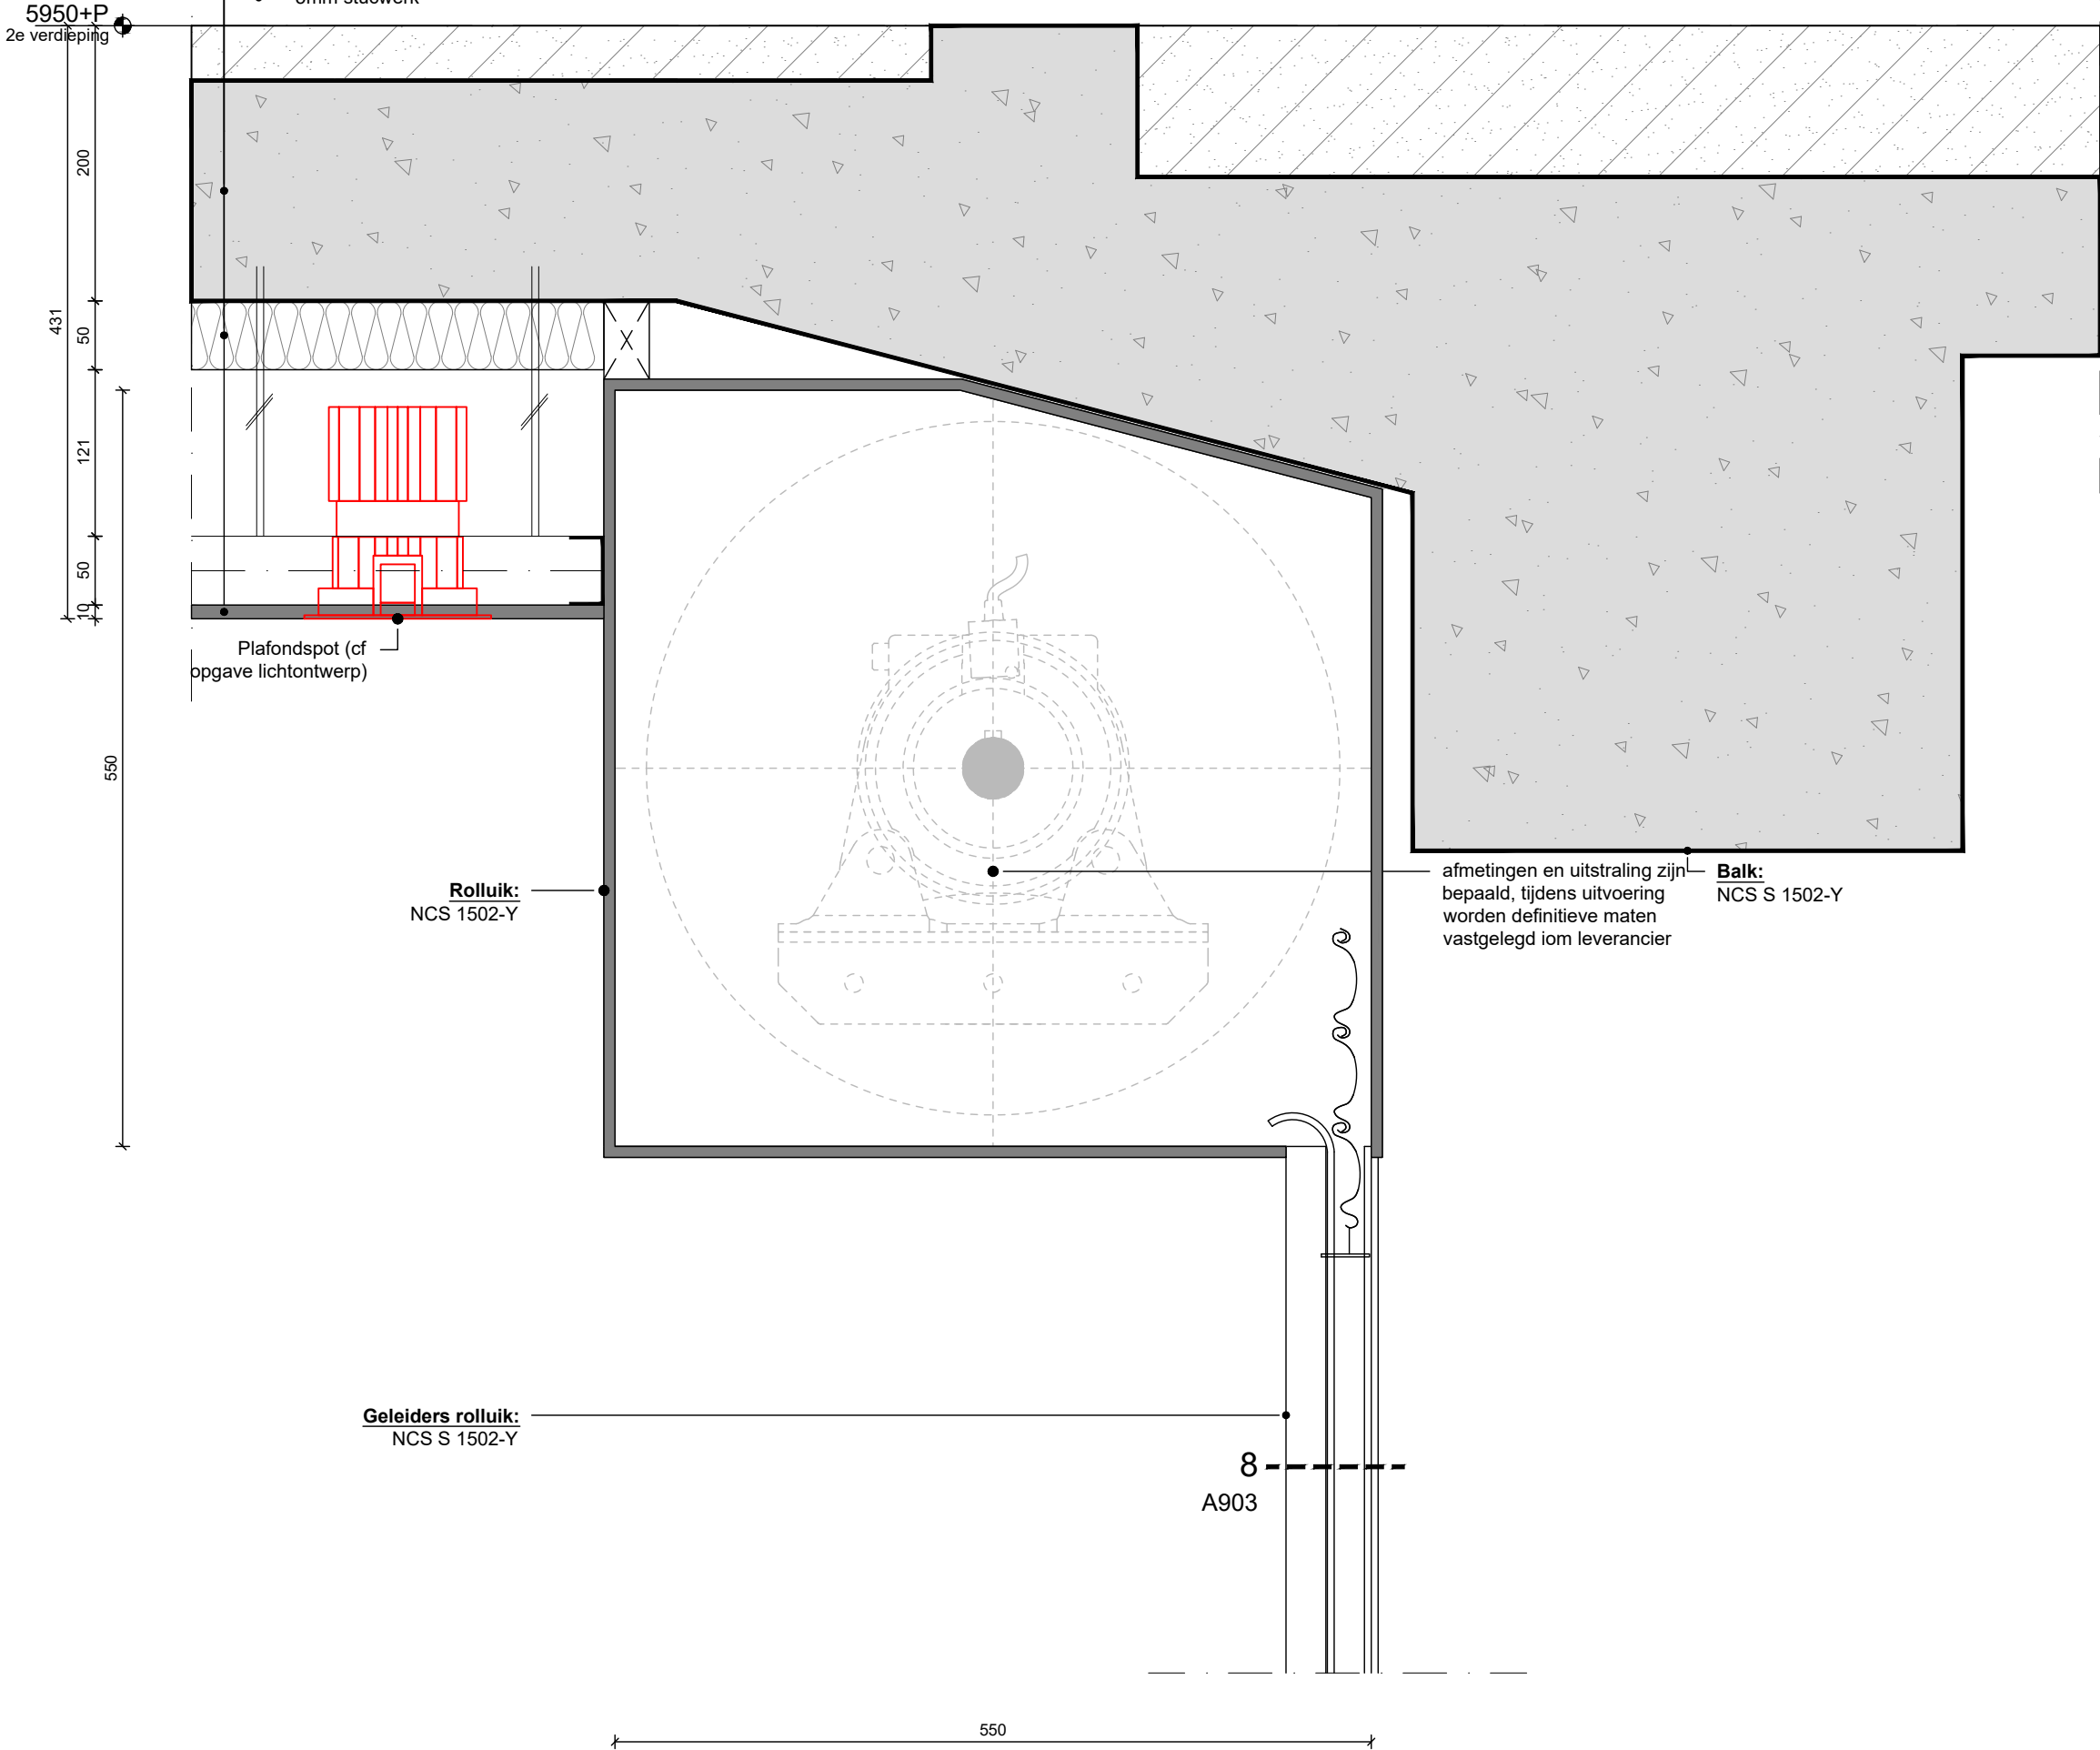 5950+P
2e verdieping
200
431
50
121
50
10
Plafondspot (cf
opgave lichtontwerp)
550
Rolluik:
NCS 1502-Y
afmetingen en uitstraling zijn
bepaald, tijdens uitvoering
worden definitieve maten
vastgelegd iom leverancier
Balk:
NCS S 1502-Y
Geleiders rolluik:
NCS S 1502-Y
8
A903
550